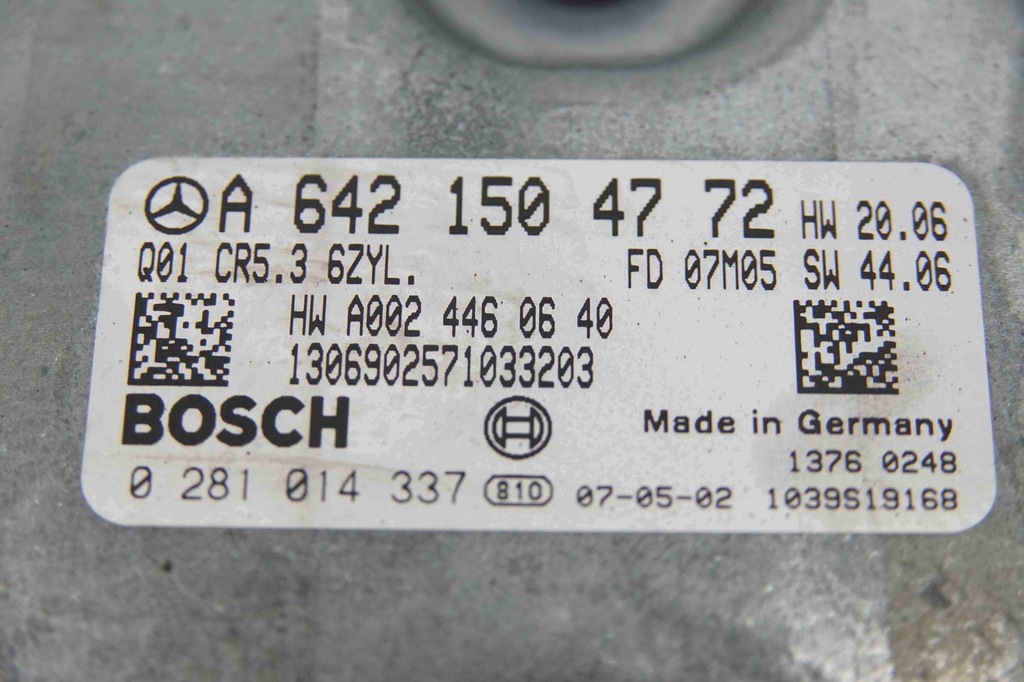 A 642 150 47 72 HW 20.06
Q01 CR5.3 6ZYL. FD 07M05 SW 44.06
HW A002 446 06 40
1306902571033203
BOSCH Made in Germany
1376 0248
0 281 014 337 810 07-05-02 1039S19168